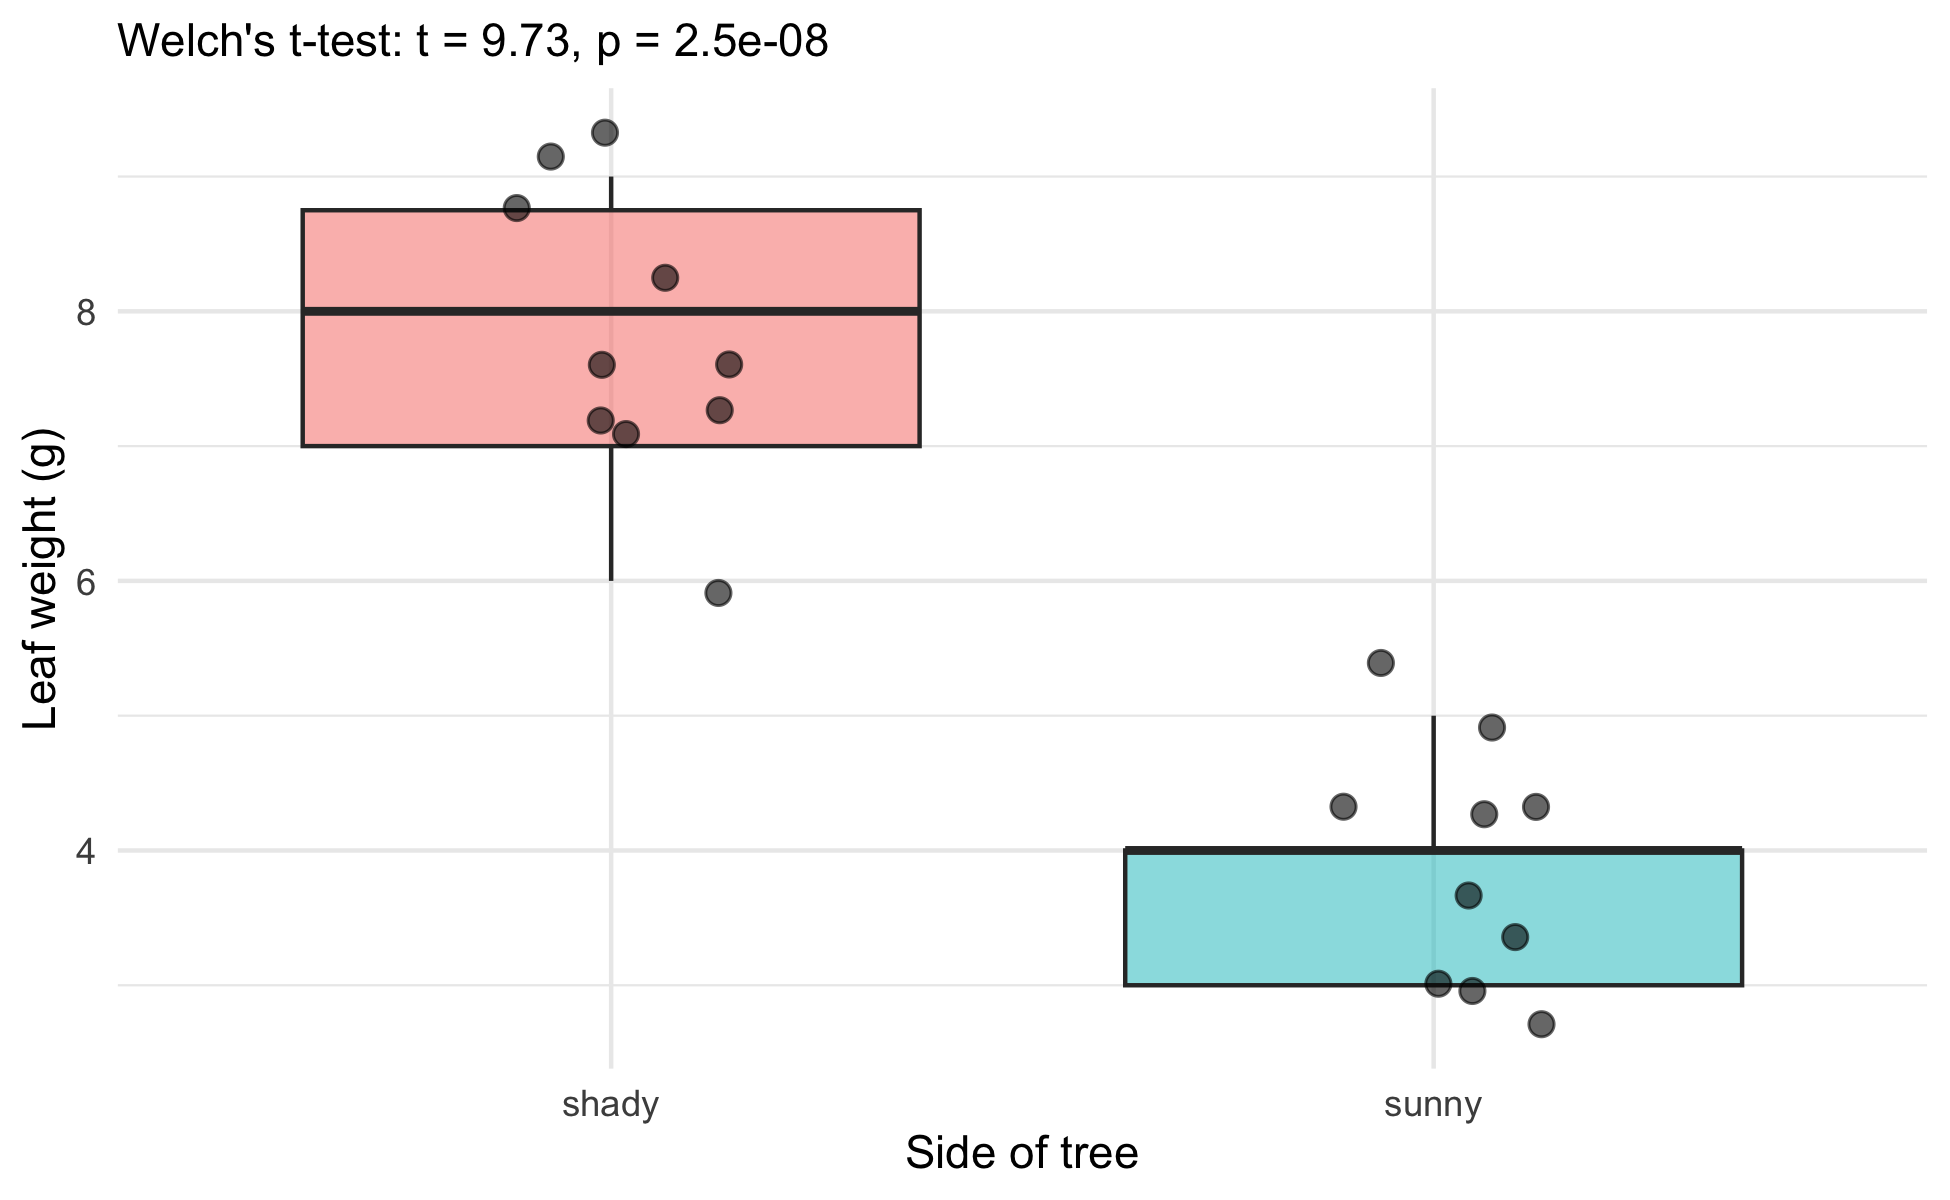 Welch's t-test: t = 9.73, p = 2.5e-08
Leaf weight (g)
8
6
4
shady
sunny
Side of tree